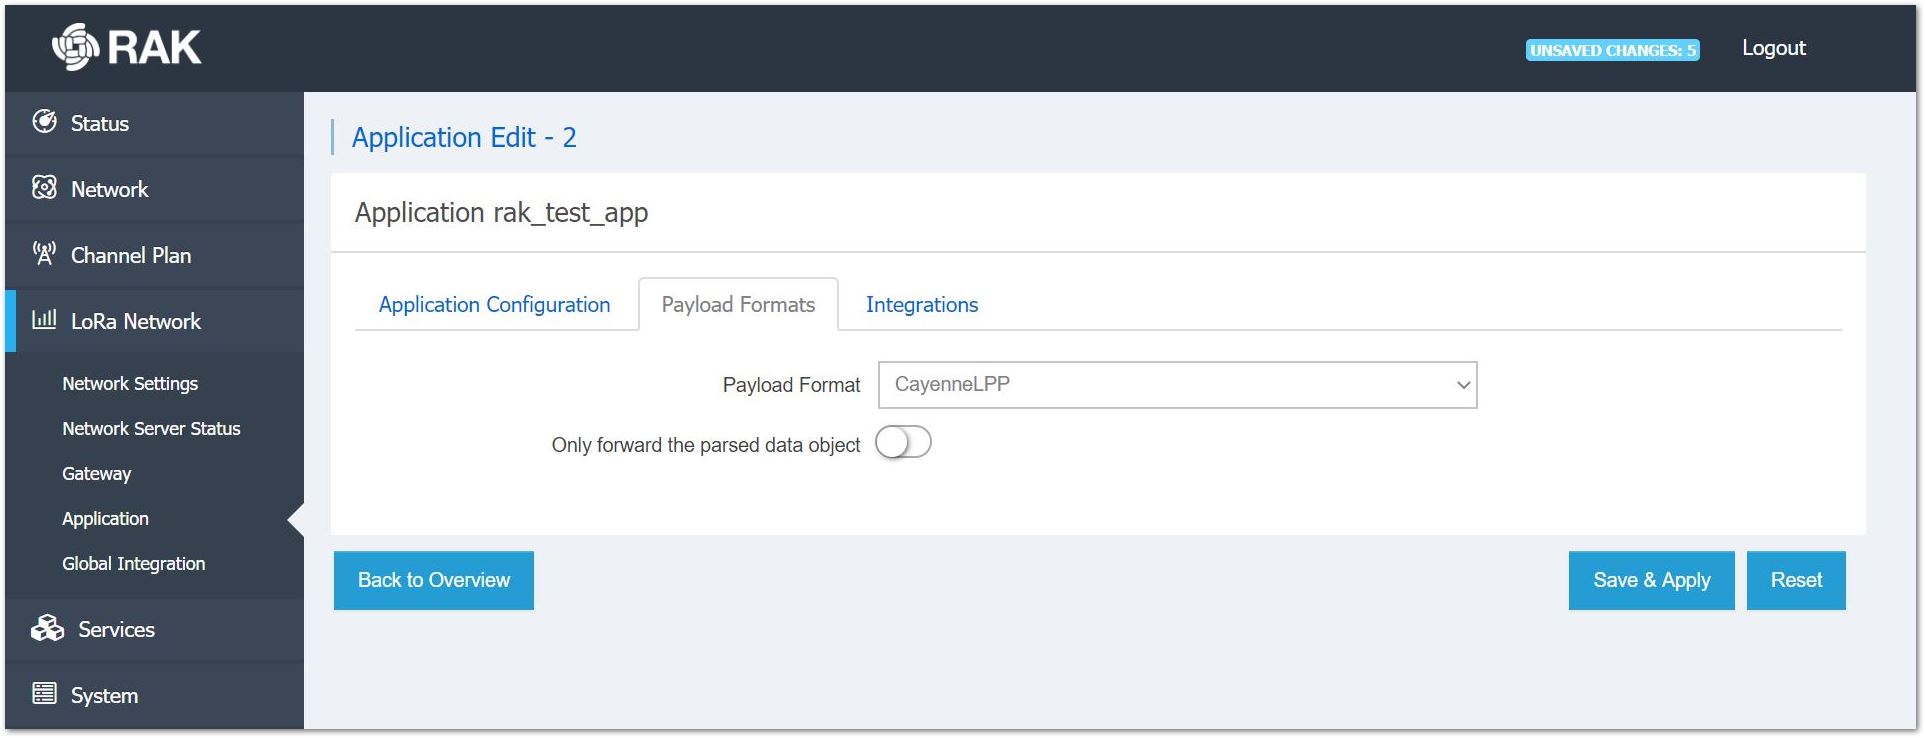 RAK
UNSAVED CHANGES: 5
Logout
Status
Network
Channel Plan
LoRa Network
Network Settings
Network Server Status
Gateway
Application
Global Integration
Services
System
Application Edit - 2
Application rak_test_app
Application Configuration
Payload Formats
Integrations
Payload Format
CayenneLPP
Only forward the parsed data object
Back to Overview
Save & Apply
Reset